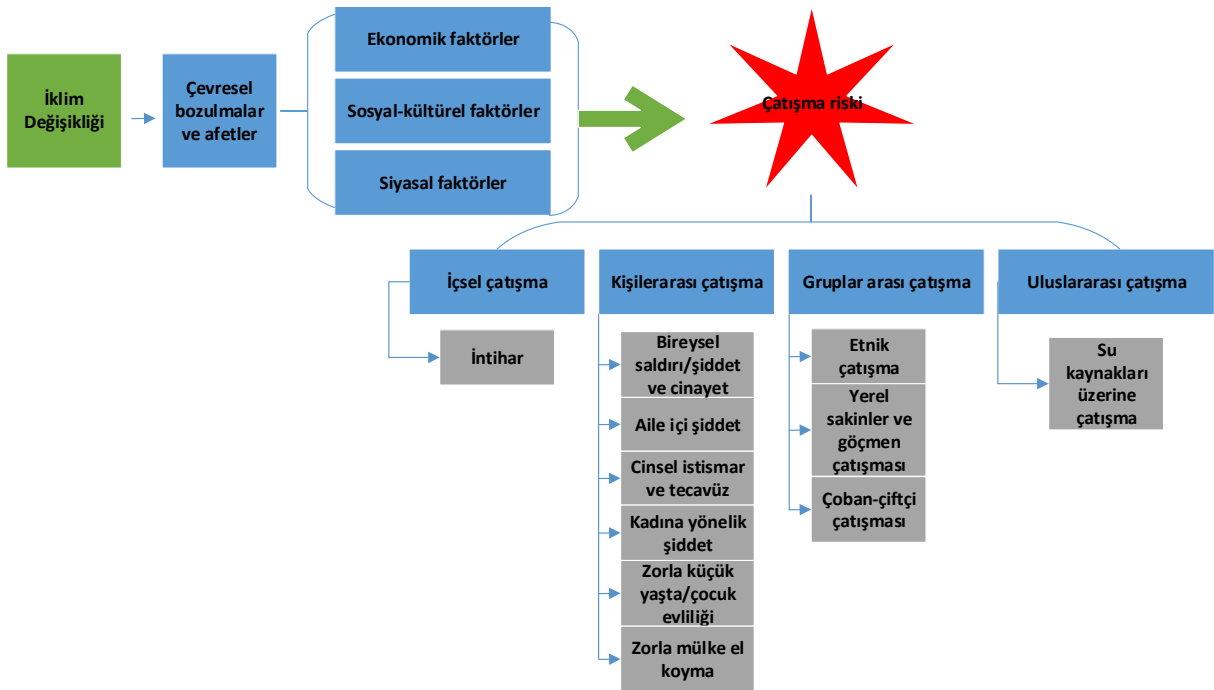 İklim
Değişikliği
Çevresel
bozulmalar
ve afetler
Ekonomik faktörler
Sosyal-kültürel faktörler
Siyasal faktörler
Çatışma riski
İçsel çatışma
İntihar
Kişilerarası çatışma
Bireysel
saldırı/şiddet
ve cinayet
Aile içi şiddet
Cinsel istismar
ve tecavüz
Kadına yönelik
şiddet
Zorla küçük
yaşta/çocuk
evliliği
Zorla mülke el
koyma
Gruplar arası çatışma
Etnik
çatışma
Yerel
sakinler ve
göçmen
çatışması
Çoban-çiftçi
çatışması
Uluslararası çatışma
Su
kaynakları
üzerine
çatışma